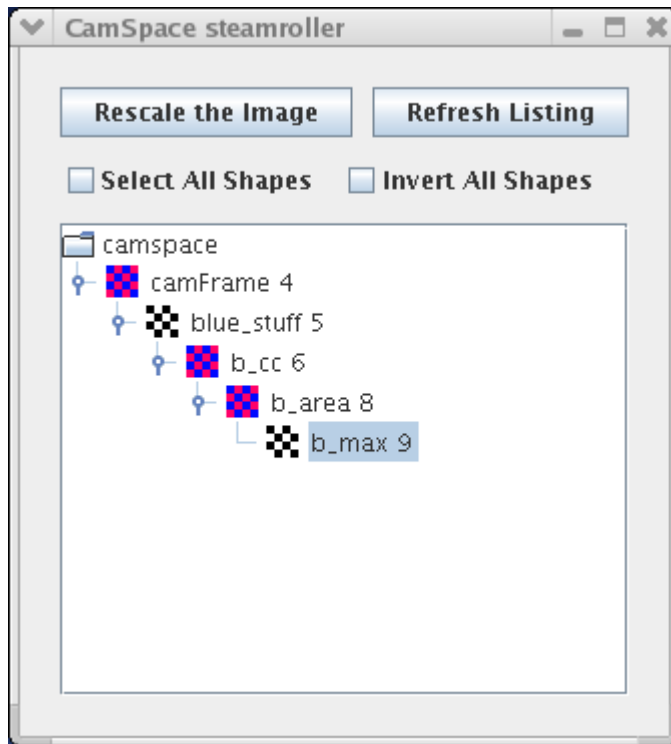 CamSpace steamroller
Rescale the Image Refresh Listing
Select All Shapes Invert All Shapes
camspace
camFrame 4
blue_stuff 5
b_cc 6
b_area 8
b_max 9